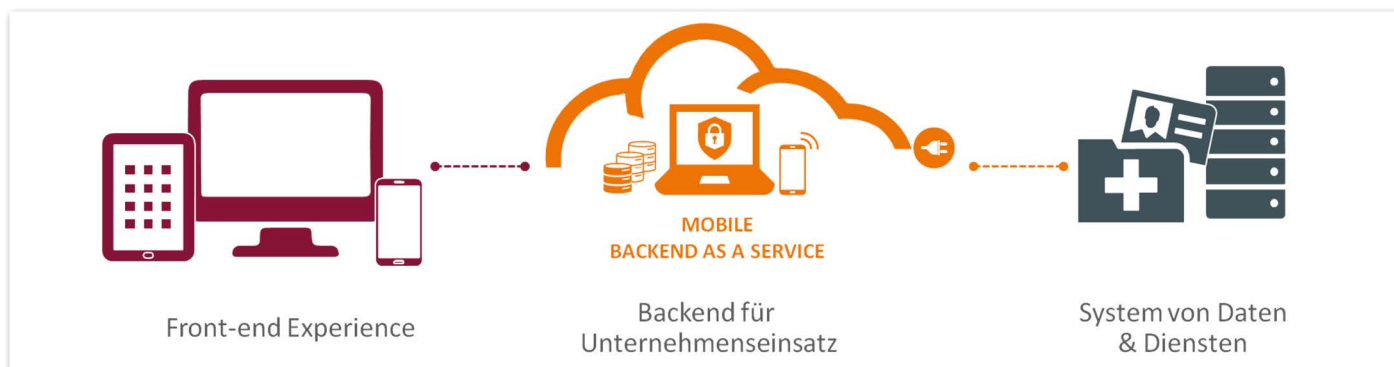 MOBILE
BACKEND AS A SERVICE
Front-end Experience
Backend für
Unternehmenseinsatz
System von Daten
& Diensten